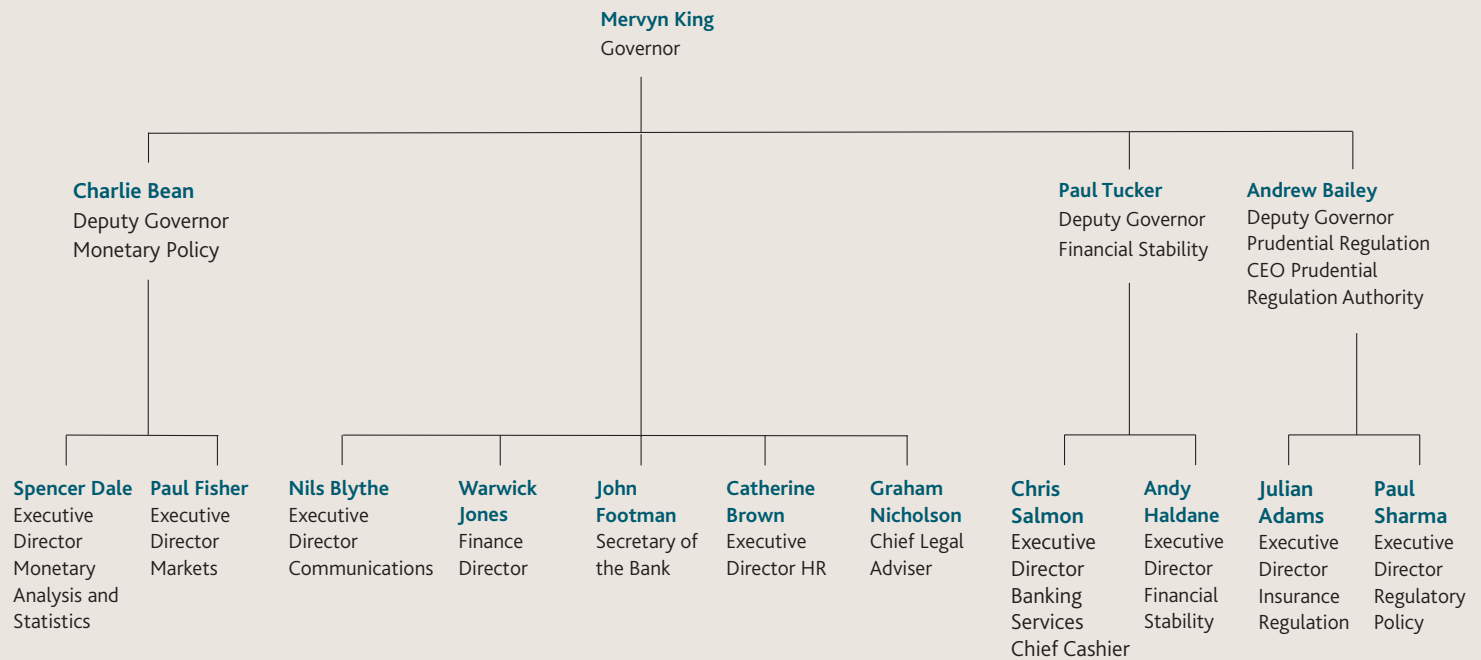 Mervyn King
Governor
Charlie Bean
Deputy Governor
Monetary Policy
Paul Tucker
Deputy Governor
Financial Stability
Andrew Bailey
Deputy Governor
Prudential Regulation
CEO Prudential
Regulation Authority
Spencer Dale
Executive
Director
Monetary
Analysis and
Statistics
Paul Fisher
Executive
Director
Markets
Nils Blythe
Executive
Director
Communications
Warwick
Jones
Finance
Director
John
Footman
Secretary of
the Bank
Catherine
Brown
Executive
Director HR
Graham
Nicholson
Chief Legal
Adviser
Chris
Salmon
Executive
Director
Banking
Services
Chief Cashier
Andy
Haldane
Executive
Director
Financial
Stability
Julian
Adams
Executive
Director
Insurance
Regulation
Paul
Sharma
Executive
Director
Regulatory
Policy